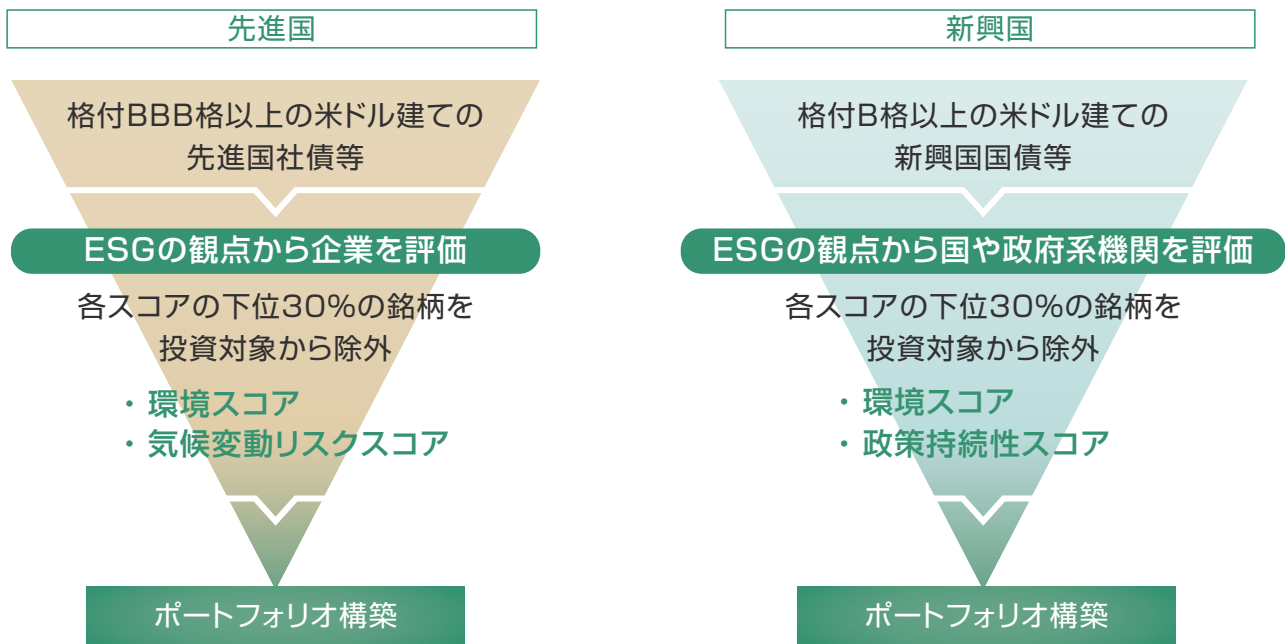 先進国
格付BBB格以上の米ドル建ての
先進国社債等
ESGの観点から企業を評価
各スコアの下位30%の銘柄を
投資対象から除外
・環境スコア
・気候変動リスクスコア
ポートフォリオ構築
新興国
格付B格以上の米ドル建ての
新興国国債等
ESGの観点から国や政府系機関を評価
各スコアの下位30%の銘柄を
投資対象から除外
・環境スコア
・政策持続性スコア
ポートフォリオ構築